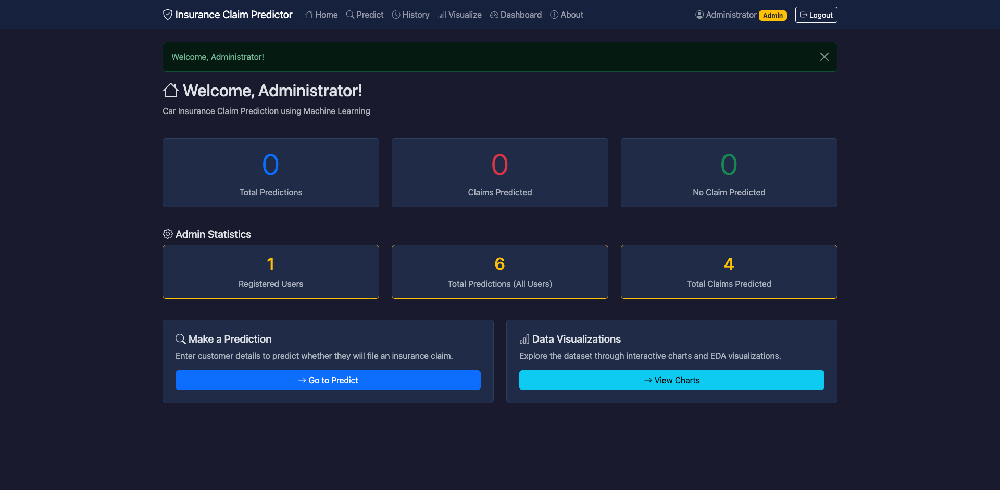 Insurance Claim Predictor Home Predict History Visualize Dashboard About Administrator Admin Logout
Welcome, Administrator!
Welcome, Administrator!
Car Insurance Claim Prediction using Machine Learning
0
Total Predictions
0
Claims Predicted
0
No Claim Predicted
Admin Statistics
1
Registered Users
6
Total Predictions (All Users)
4
Total Claims Predicted
Make a Prediction
Enter customer details to predict whether they will file an insurance claim.
Go to Predict
Data Visualizations
Explore the dataset through interactive charts and EDA visualizations.
View Charts